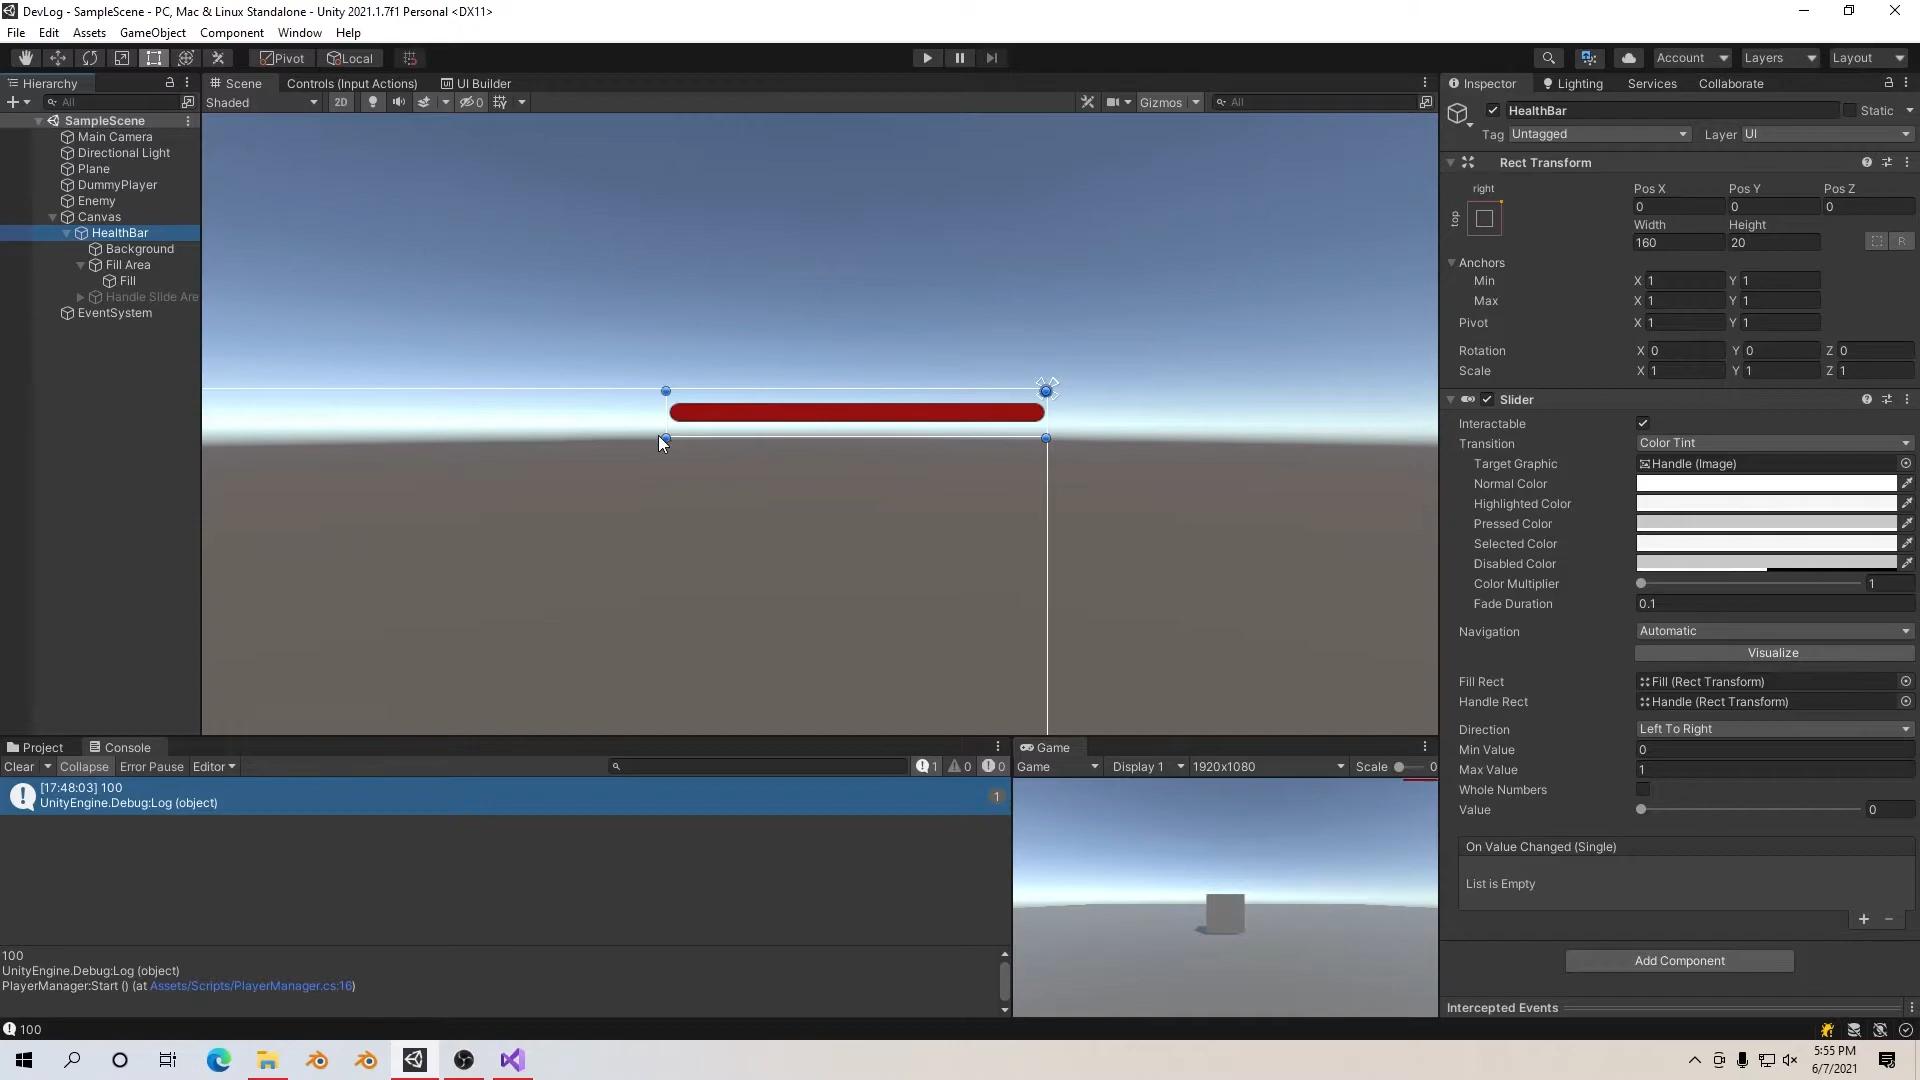 DevLog - SampleScene - PC, Mac & Linux Standalone - Unity 2021.1.7f1 Personal <DX11>
File Edit Assets GameObject Component Window Help
Pivot Local Account Layers Layout
Hierarchy
All
SampleScene
Main Camera
Directional Light
Plane
DummyPlayer
Enemy
Canvas
HealthBar
Background
Fill Area
Fill
Handle Slide Are
EventSystem
Scene Controls (Input Actions) UI Builder
Shaded 2D 0 Gizmos All
Inspector Lighting Services Collaborate
HealthBar Static
Tag Untagged Layer UI
Rect Transform
right
top
Pos X Pos Y Pos Z
0 0 0
Width Height
160 20 R
Anchors
Min X 1 Y 1
Max X 1 Y 1
Pivot X 1 Y 1
Rotation X 0 Y 0 Z 0
Scale X 1 Y 1 Z 1
Slider
Interactable
Transition Color Tint
Target Graphic Handle (Image)
Normal Color
Highlighted Color
Pressed Color
Selected Color
Disabled Color
Color Multiplier 1
Fade Duration 0.1
Navigation Automatic
Visualize
Fill Rect Fill (Rect Transform)
Handle Rect Handle (Rect Transform)
Direction Left To Right
Min Value 0
Max Value 1
Whole Numbers
Value 0
On Value Changed (Single)
List is Empty
+ -
Add Component
Intercepted Events
Project Console
Clear Collapse Error Pause Editor 1 0 0
[17:48:03] 100
UnityEngine.Debug:Log (object)
1
100
UnityEngine.Debug:Log (object)
PlayerManager:Start () (at Assets/Scripts/PlayerManager.cs:16)
Game
Game Display 1 1920x1080 Scale 0
100
5:55 PM
6/7/2021